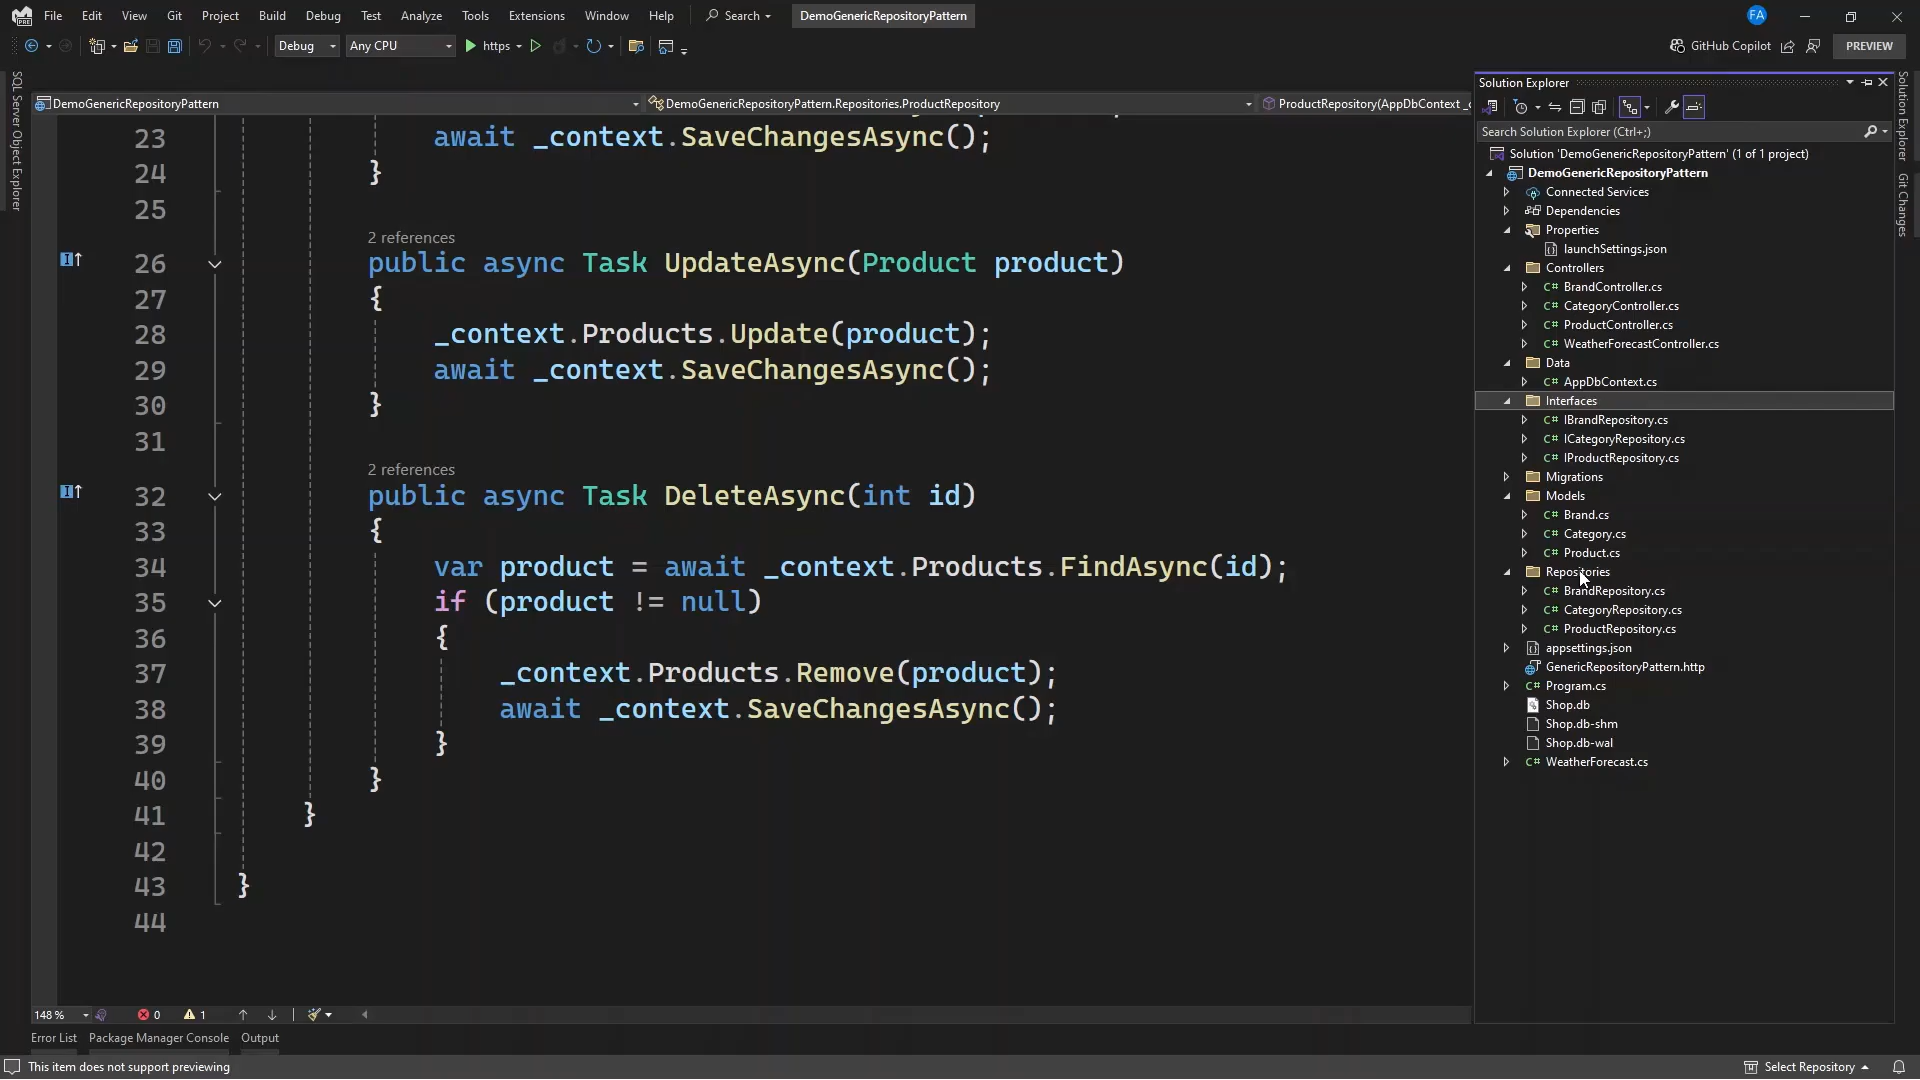 File Edit View Git Project Build Debug Test Analyze Tools Extensions Window Help Search DemoGenericRepositoryPattern FA
Debug Any CPU https GitHub Copilot PREVIEW
SQL Server Object Explorer
DemoGenericRepositoryPattern DemoGenericRepositoryPattern.Repositories.ProductRepository ProductRepository(AppDbContext
23 await _context.SaveChangesAsync();
24 }
25
2 references
26 public async Task UpdateAsync(Product product)
27 {
28 _context.Products.Update(product);
29 await _context.SaveChangesAsync();
30 }
31
2 references
32 public async Task DeleteAsync(int id)
33 {
34 var product = await _context.Products.FindAsync(id);
35 if (product != null)
36 {
37 _context.Products.Remove(product);
38 await _context.SaveChangesAsync();
39 }
40 }
41 }
42
43 }
44
148 % 0 1
Error List Package Manager Console Output
This item does not support previewing
Select Repository
Solution Explorer
Search Solution Explorer (Ctrl+;)
Solution 'DemoGenericRepositoryPattern' (1 of 1 project)
DemoGenericRepositoryPattern
Connected Services
Dependencies
Properties
launchSettings.json
Controllers
C# BrandController.cs
C# CategoryController.cs
C# ProductController.cs
C# WeatherForecastController.cs
Data
C# AppDbContext.cs
Interfaces
C# IBrandRepository.cs
C# ICategoryRepository.cs
C# IProductRepository.cs
Migrations
Models
C# Brand.cs
C# Category.cs
C# Product.cs
Repositories
C# BrandRepository.cs
C# CategoryRepository.cs
C# ProductRepository.cs
appsettings.json
GenericRepositoryPattern.http
C# Program.cs
Shop.db
Shop.db-shm
Shop.db-wal
C# WeatherForecast.cs
Solution Explorer
Git Changes